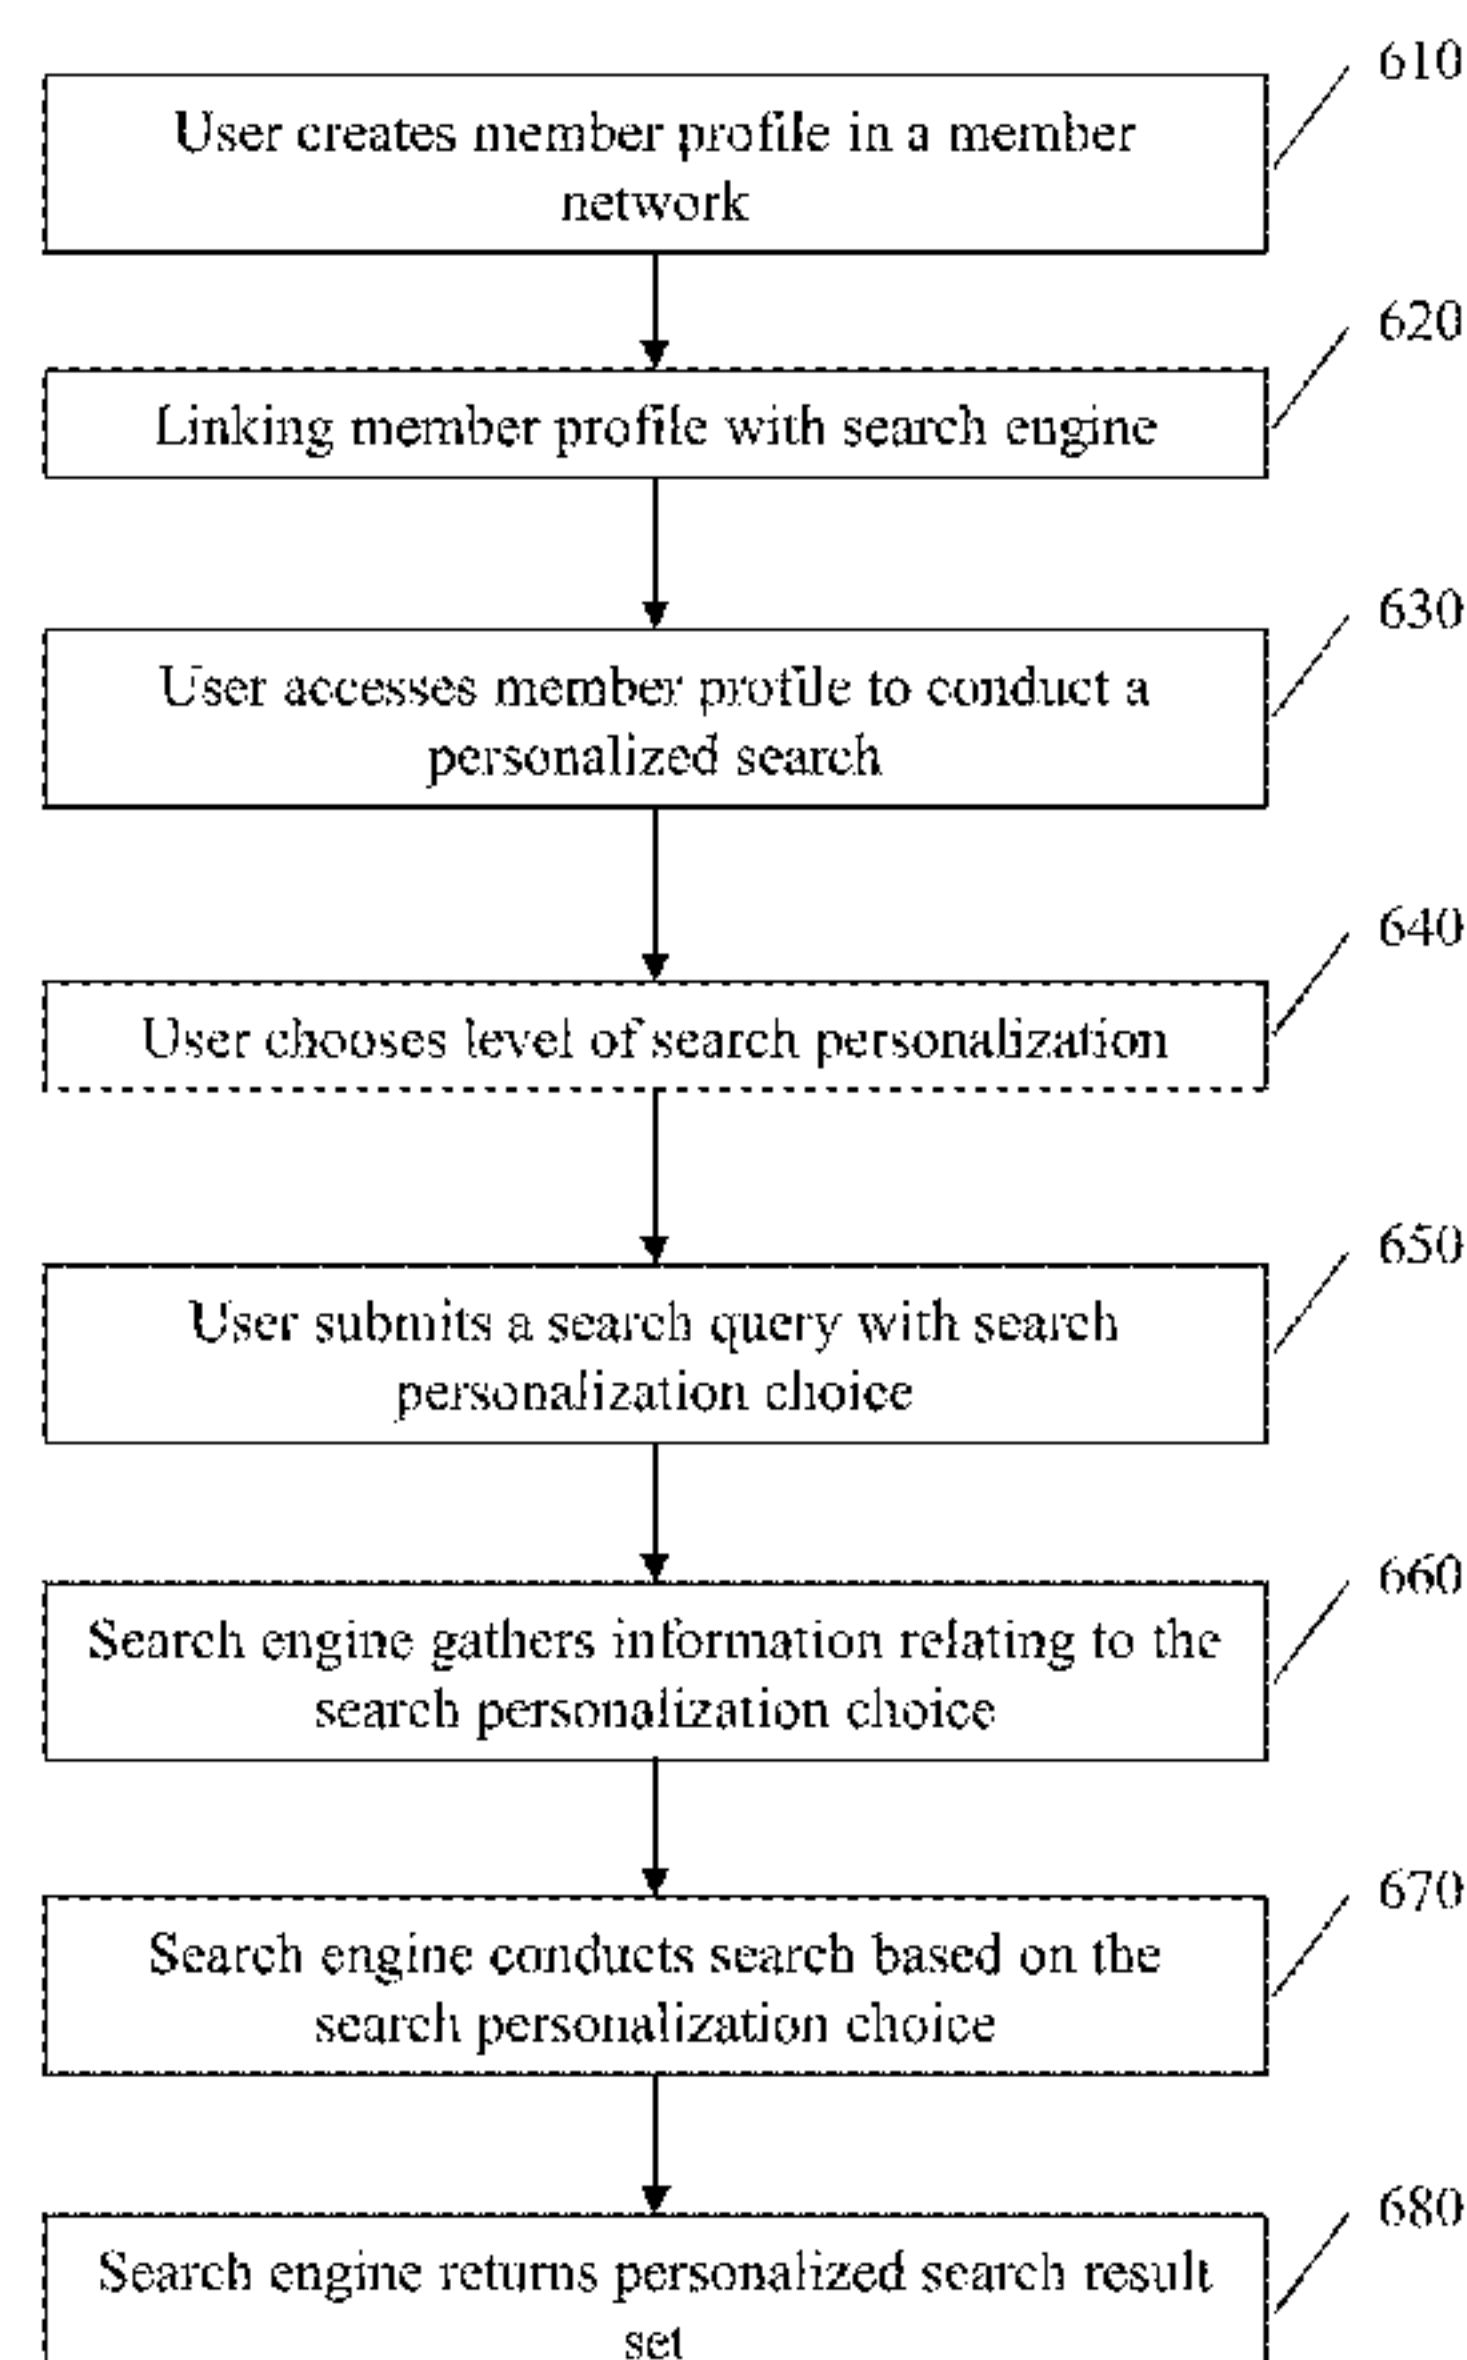 610
User creates member profile in a member
network
620
Linking member profile with search engine
630
User accesses member profile to conduct a
personalized search
640
User chooses level of search personalization
650
User submits a search query with search
personalization choice
660
Search engine gathers information relating to the
search personalization choice
670
Search engine conducts search based on the
search personalization choice
680
Search engine returns personalized search result
set